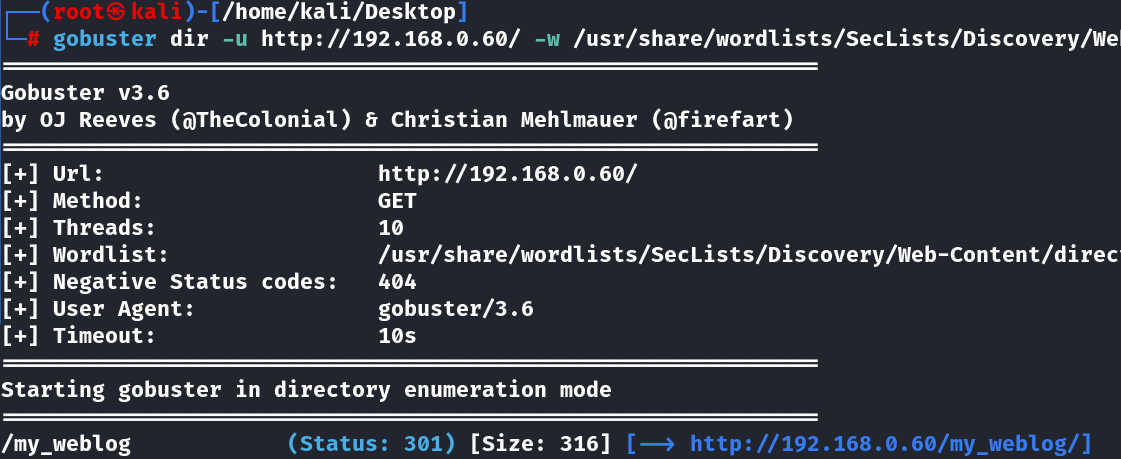 ┌──(root㉿kali)-[/home/kali/Desktop]
└─# gobuster dir -u http://192.168.0.60/ -w /usr/share/wordlists/SecLists/Discovery/We
===============================================================
Gobuster v3.6
by OJ Reeves (@TheColonial) & Christian Mehlmauer (@firefart)
===============================================================
[+] Url:                     http://192.168.0.60/
[+] Method:                  GET
[+] Threads:                 10
[+] Wordlist:                /usr/share/wordlists/SecLists/Discovery/Web-Content/direc
[+] Negative Status codes:   404
[+] User Agent:              gobuster/3.6
[+] Timeout:                 10s
===============================================================
Starting gobuster in directory enumeration mode
===============================================================
/my_weblog            (Status: 301) [Size: 316] [--> http://192.168.0.60/my_weblog/]